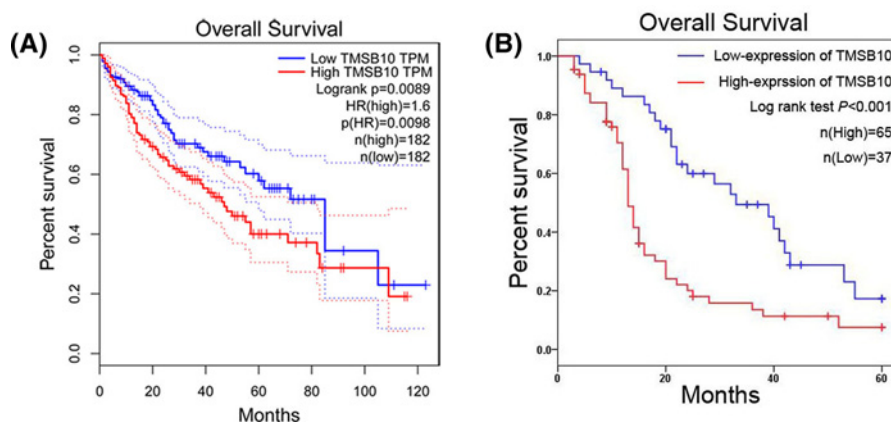 (A)
Overall Survival
Low TMSB10 TPM
High TMSB10 TPM
Logrank p=0.0089
HR(high)=1.6
p(HR)=0.0098
n(high)=182
n(low)=182
Percent survival
1.0
0.8
0.6
0.4
0.2
0.0
0 20 40 60 80 100 120
Months
(B)
Overall Survival
Low-expression of TMSB10
High-exprssion of TMSB10
Log rank test P<0.001
n(High)=65
n(Low)=37
Percent survival
1.0
0.8
0.6
0.4
0.2
0.0
0 20 40 60
Months